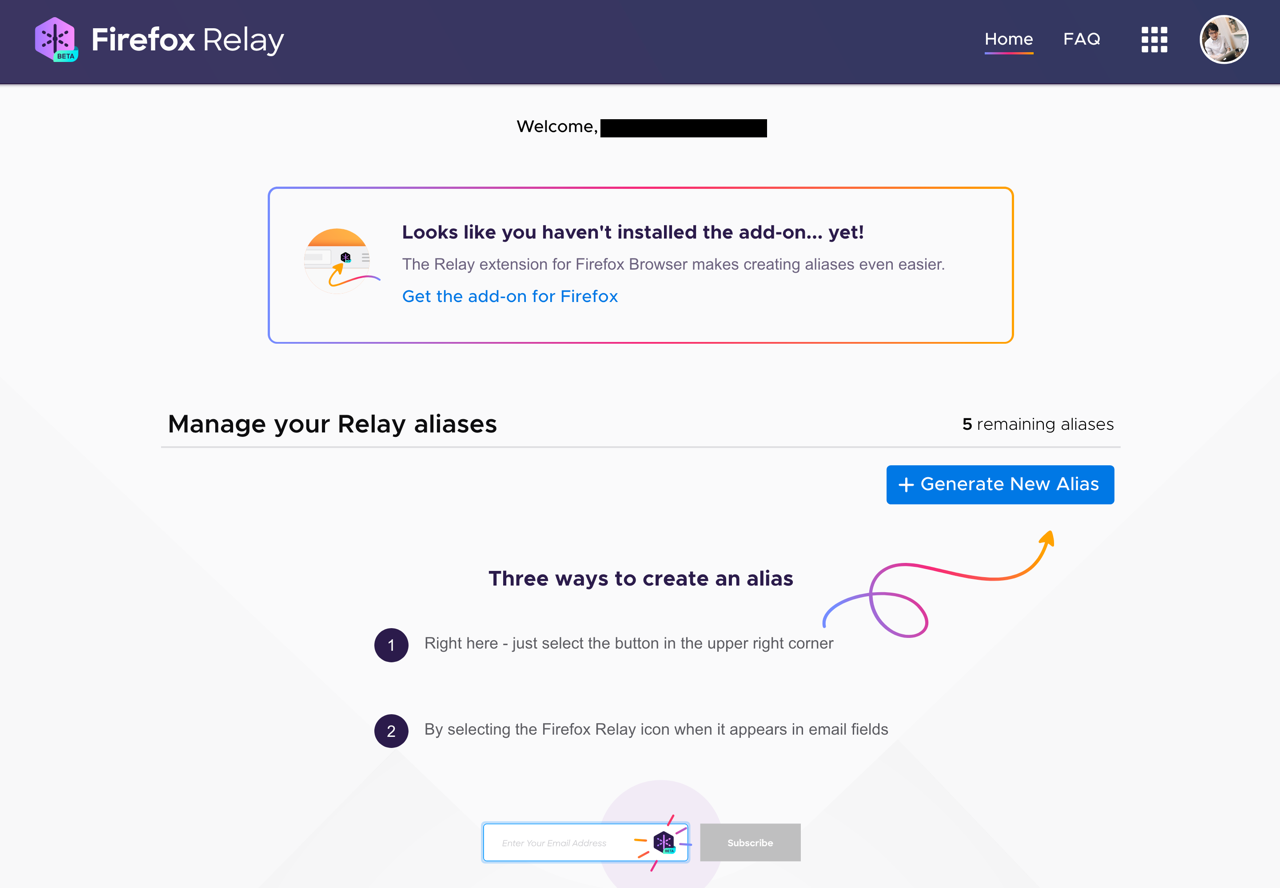 Firefox Relay
BETA
Home
FAQ
Welcome,
Looks like you haven't installed the add-on... yet!
The Relay extension for Firefox Browser makes creating aliases even easier.
Get the add-on for Firefox
Manage your Relay aliases
5 remaining aliases
+ Generate New Alias
Three ways to create an alias
1 Right here - just select the button in the upper right corner
2 By selecting the Firefox Relay icon when it appears in email fields
Enter Your Email Address
BETA
Subscribe